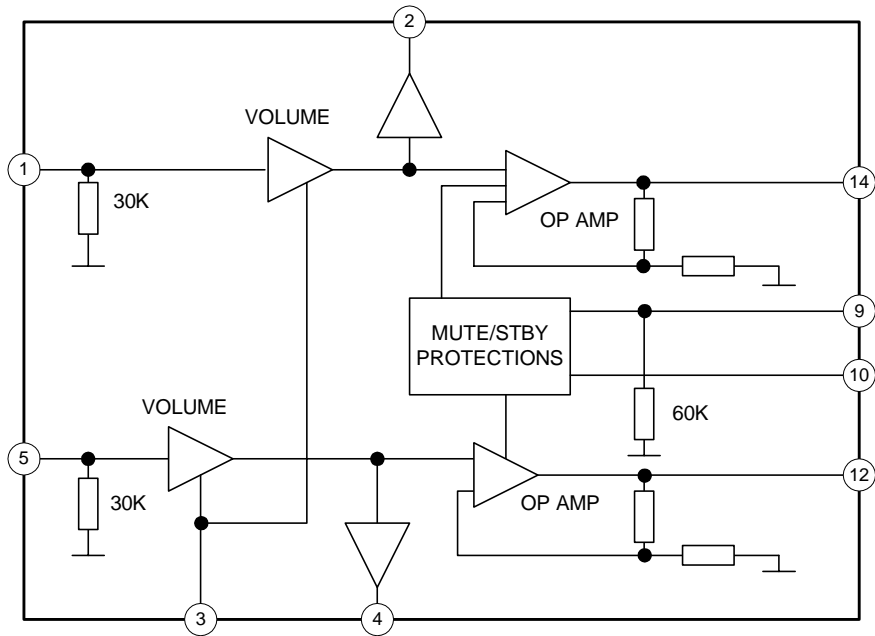 2
VOLUME
1
30K
14
OP AMP
MUTE/STBY
PROTECTIONS
9
10
VOLUME
60K
5
30K
OP AMP
12
3
4